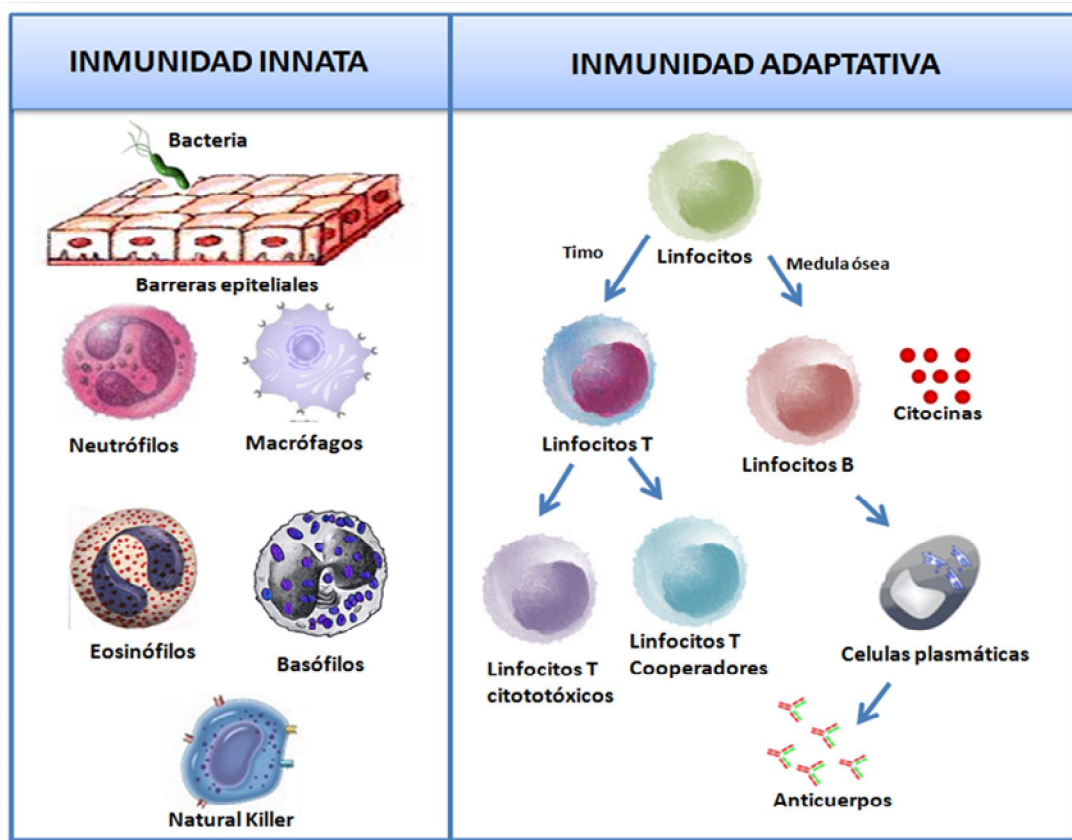 INMUNIDAD INNATA
Bacteria
Barreras epiteliales
Neutrófilos
Macrófagos
Eosinófilos
Basófilos
Natural Killer
INMUNIDAD ADAPTATIVA
Linfocitos
Timo
Medula ósea
Linfocitos T
Linfocitos B
Citocinas
Linfocitos T
citototóxicos
Linfocitos T
Cooperadores
Celulas plasmáticas
Anticuerpos